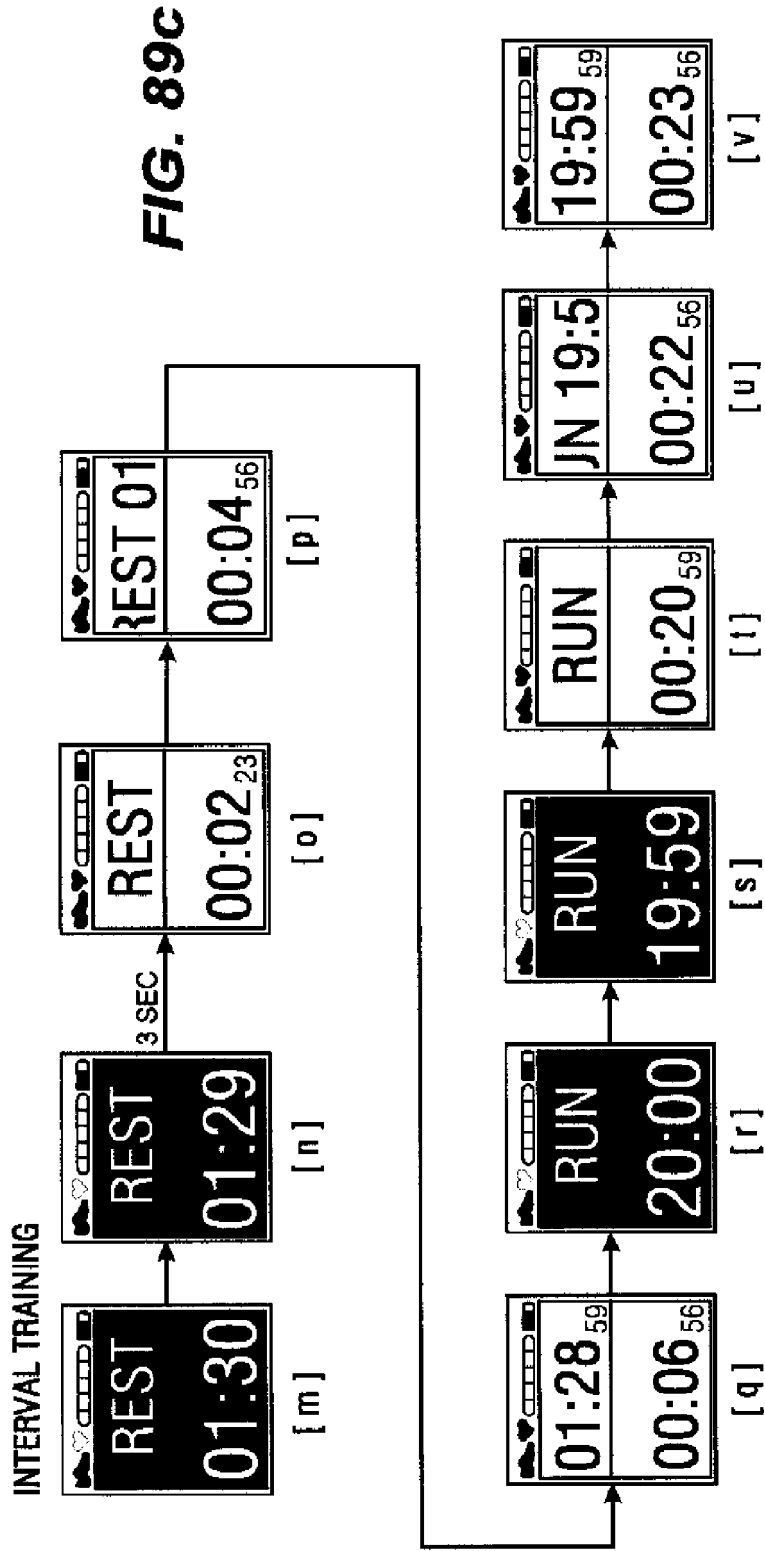 INTERVAL TRAINING
FIG. 89c
REST
01:30
[m]
REST
01:29
[n]
3 SEC
REST
00:02 23
[o]
REST 01
00:04 56
[p]
01:28 59
00:06 56
[q]
RUN
20:00
[r]
RUN
19:59
[s]
RUN
00:20 59
[t]
UN 19:5
00:22 56
[u]
19:59 59
00:23 56
[v]